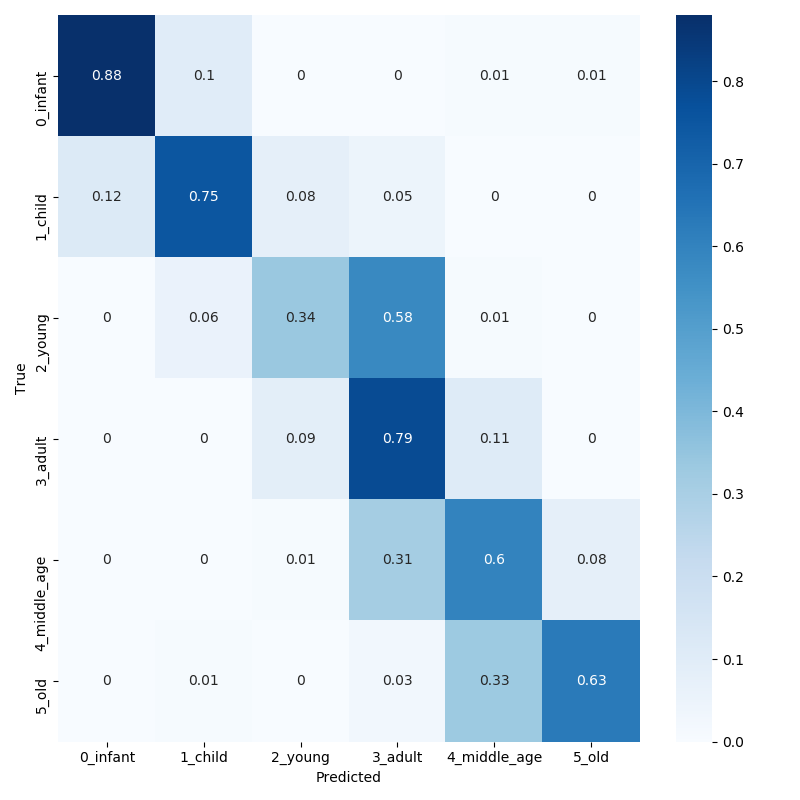 0_infant 0.88 0.1 0 0 0.01 0.01
1_child 0.12 0.75 0.08 0.05 0 0
2_young 0 0.06 0.34 0.58 0.01 0
3_adult 0 0 0.09 0.79 0.11 0
4_middle_age 0 0 0.01 0.31 0.6 0.08
5_old 0 0.01 0 0.03 0.33 0.63
True
0_infant 1_child 2_young 3_adult 4_middle_age 5_old
Predicted
0.8
0.7
0.6
0.5
0.4
0.3
0.2
0.1
0.0